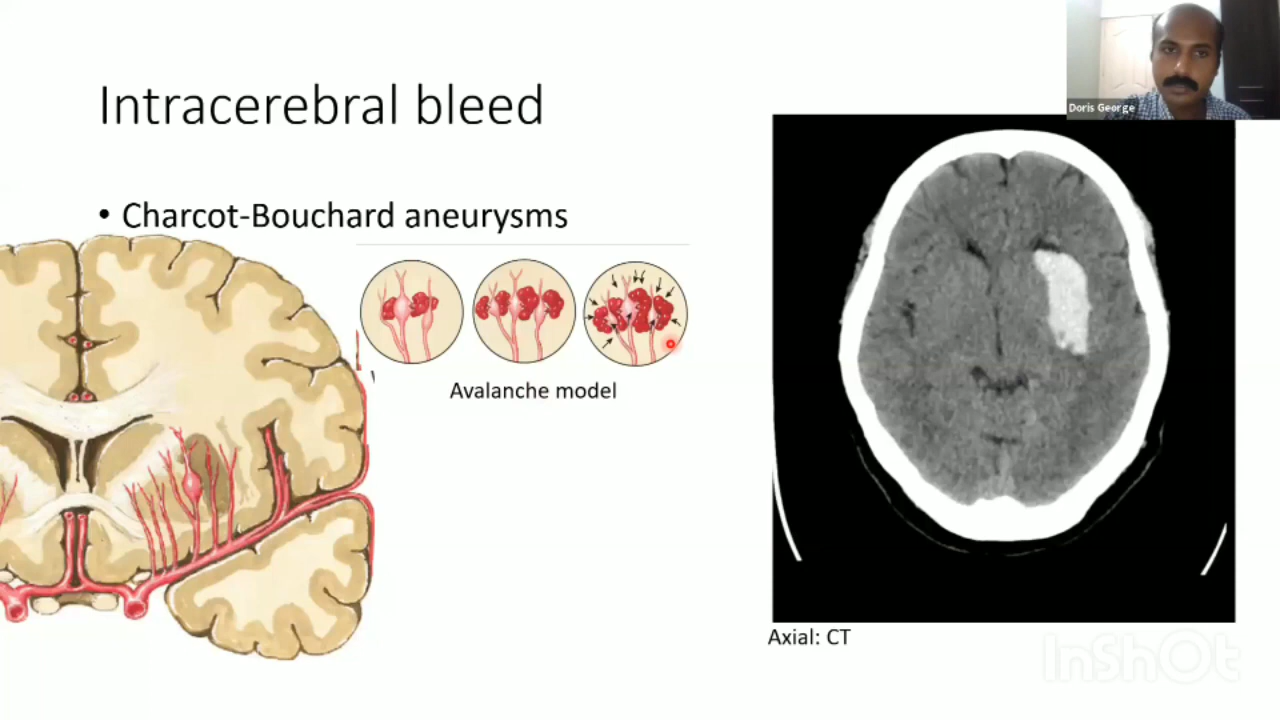 Doris George
Intracerebral bleed
• Charcot-Bouchard aneurysms
Avalanche model
Axial: CT
InShOt